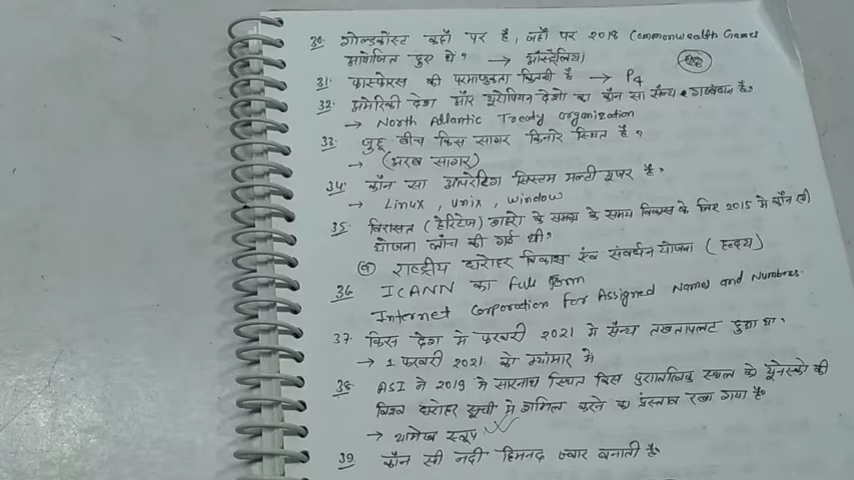 30. गोल्डकोस्ट कहाँ पर है, जहाँ पर 2018 Commonwealth Games
आयोजित हुए थे? → ऑस्ट्रेलिया
31. फास्फोरस की परमाणुकता कितनी है → P4
32. अमेरिकी देश और यूरोपियन देशो का कौन सा सैन्य गठबंधन है?
→ North Atlantic Treaty Organization
33. जुहू बीच किस सागर किनारे स्थित है?
→ (अरब सागर)
34. कौन सा ऑपरेटिंग सिस्टम मल्टी यूजर है?
→ Linux, Unix, Window
35. विरासत (हेरिटेज) शहरो के समग्र के समय विकास के लिए 2015 मे कौन सी
योजना लॉच की गई थी?
राष्ट्रीय धरोहर विकास एंव संवर्धन योजना (हृदय)
36 ICANN का Full Form
Internet Corporation For Assigned Names and Numbers.
37. किस देश मे फरवरी 2021 मे सैन्य तख्तापलट हुआ था?
→ 1 फरवरी 2021 को म्यांमार मे
38 ASI ने 2019 मे सारनाथ स्थित किस पुरातात्विक स्थल को यूनेस्को की
विश्व धरोहर सूची मे शामिल करने का प्रस्ताव रखा गया है?
→ धामेख स्तूप
39 कौन सी नदी हिमनद ज्वार बनाती है?